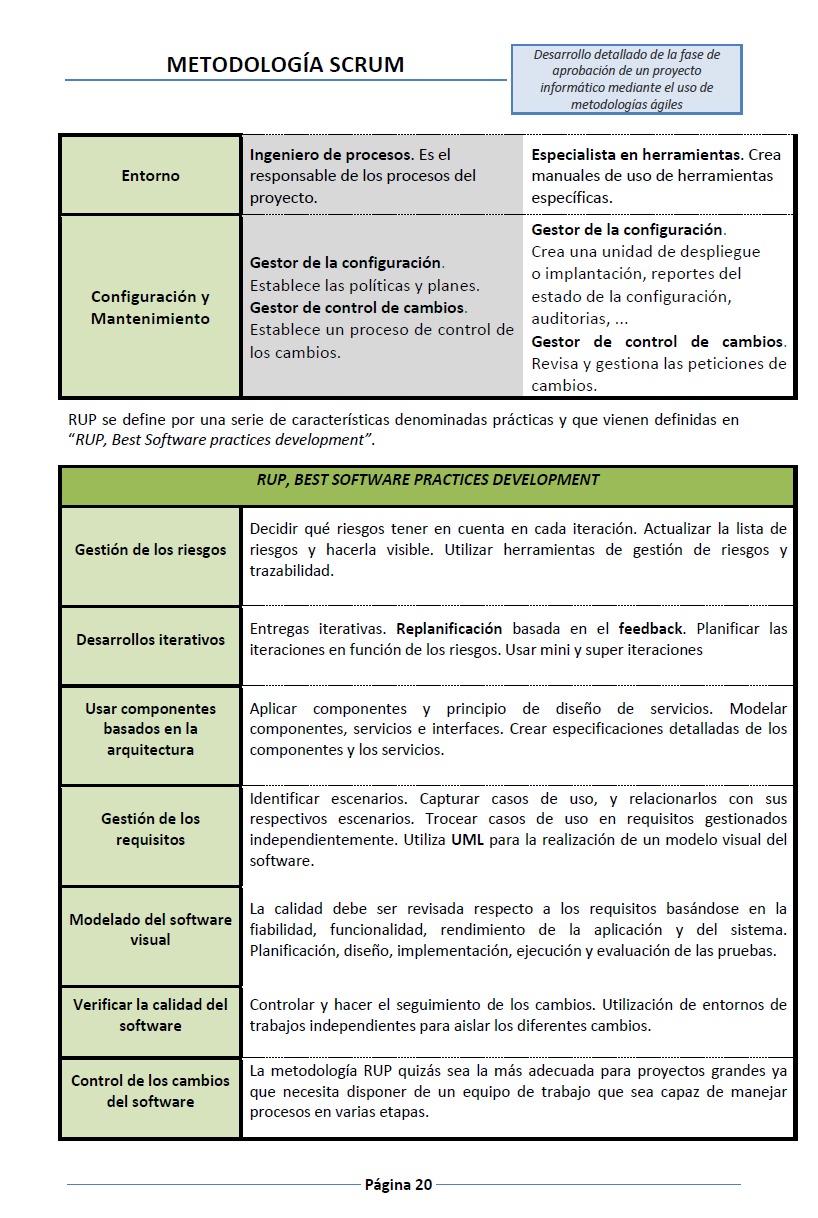 METODOLOGÍA SCRUM
Desarrollo detallado de la fase de
aprobación de un proyecto
informático mediante el uso de
metodologías ágiles
Entorno
Ingeniero de procesos. Es el
responsable de los procesos del
proyecto.
Especialista en herramientas. Crea
manuales de uso de herramientas
específicas.
Configuración y
Mantenimiento
Gestor de la configuración.
Establece las políticas y planes.
Gestor de control de cambios.
Establece un proceso de control de
los cambios.
Gestor de la configuración.
Crea una unidad de despliegue
o implantación, reportes del
estado de la configuración,
auditorias, ...
Gestor de control de cambios.
Revisa y gestiona las peticiones de
cambios.
RUP se define por una serie de características denominadas prácticas y que vienen definidas en
“RUP, Best Software practices development”.
RUP, BEST SOFTWARE PRACTICES DEVELOPMENT
Gestión de los riesgos
Decidir qué riesgos tener en cuenta en cada iteración. Actualizar la lista de
riesgos y hacerla visible. Utilizar herramientas de gestión de riesgos y
trazabilidad.
Desarrollos iterativos
Entregas iterativas. Replanificación basada en el feedback. Planificar las
iteraciones en función de los riesgos. Usar mini y super iteraciones
Usar componentes
basados en la
arquitectura
Aplicar componentes y principio de diseño de servicios. Modelar
componentes, servicios e interfaces. Crear especificaciones detalladas de los
componentes y los servicios.
Gestión de los
requisitos
Identificar escenarios. Capturar casos de uso, y relacionarlos con sus
respectivos escenarios. Trocear casos de uso en requisitos gestionados
independientemente. Utiliza UML para la realización de un modelo visual del
software.
Modelado del software
visual
La calidad debe ser revisada respecto a los requisitos basándose en la
fiabilidad, funcionalidad, rendimiento de la aplicación y del sistema.
Planificación, diseño, implementación, ejecución y evaluación de las pruebas.
Verificar la calidad del
software
Controlar y hacer el seguimiento de los cambios. Utilización de entornos de
trabajos independientes para aislar los diferentes cambios.
Control de los cambios
del software
La metodología RUP quizás sea la más adecuada para proyectos grandes ya
que necesita disponer de un equipo de trabajo que sea capaz de manejar
procesos en varias etapas.
Página 20